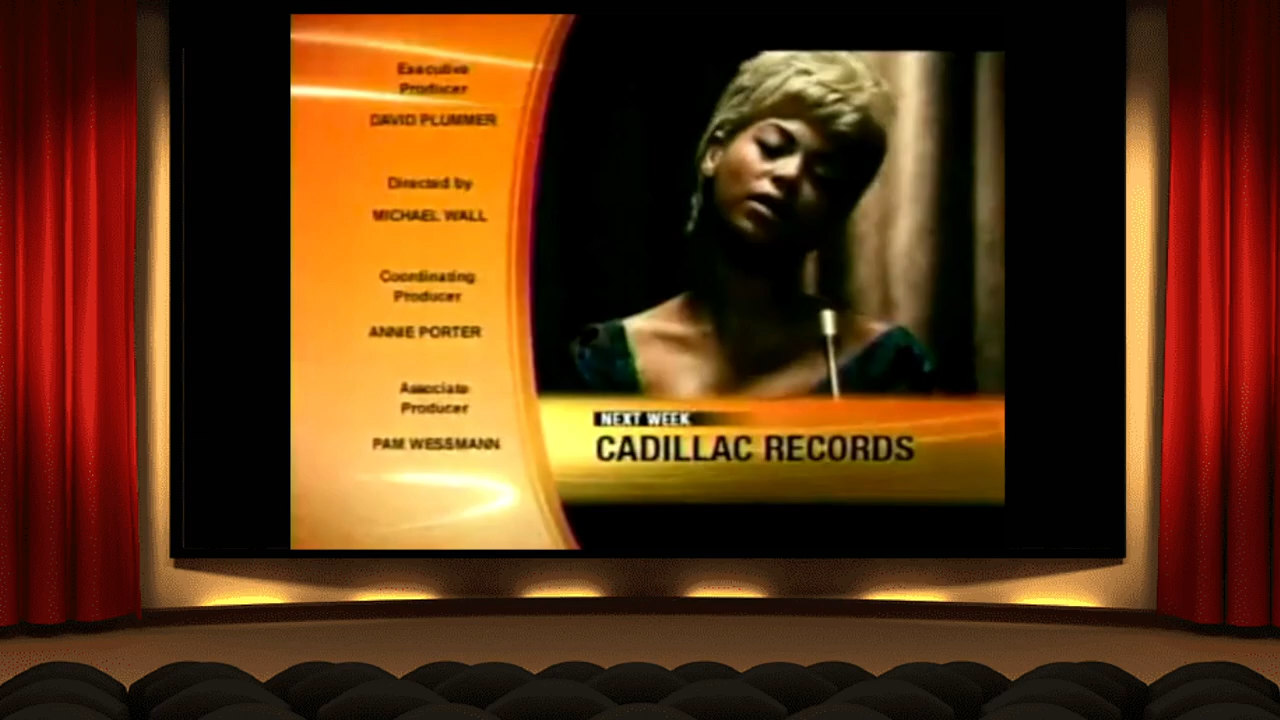 Executive
Producer
DAVID PLUMMER
Directed by
MICHAEL WALL
Coordinating
Producer
ANNIE PORTER
Associate
Producer
PAM WESSMANN
NEXT WEEK
CADILLAC RECORDS